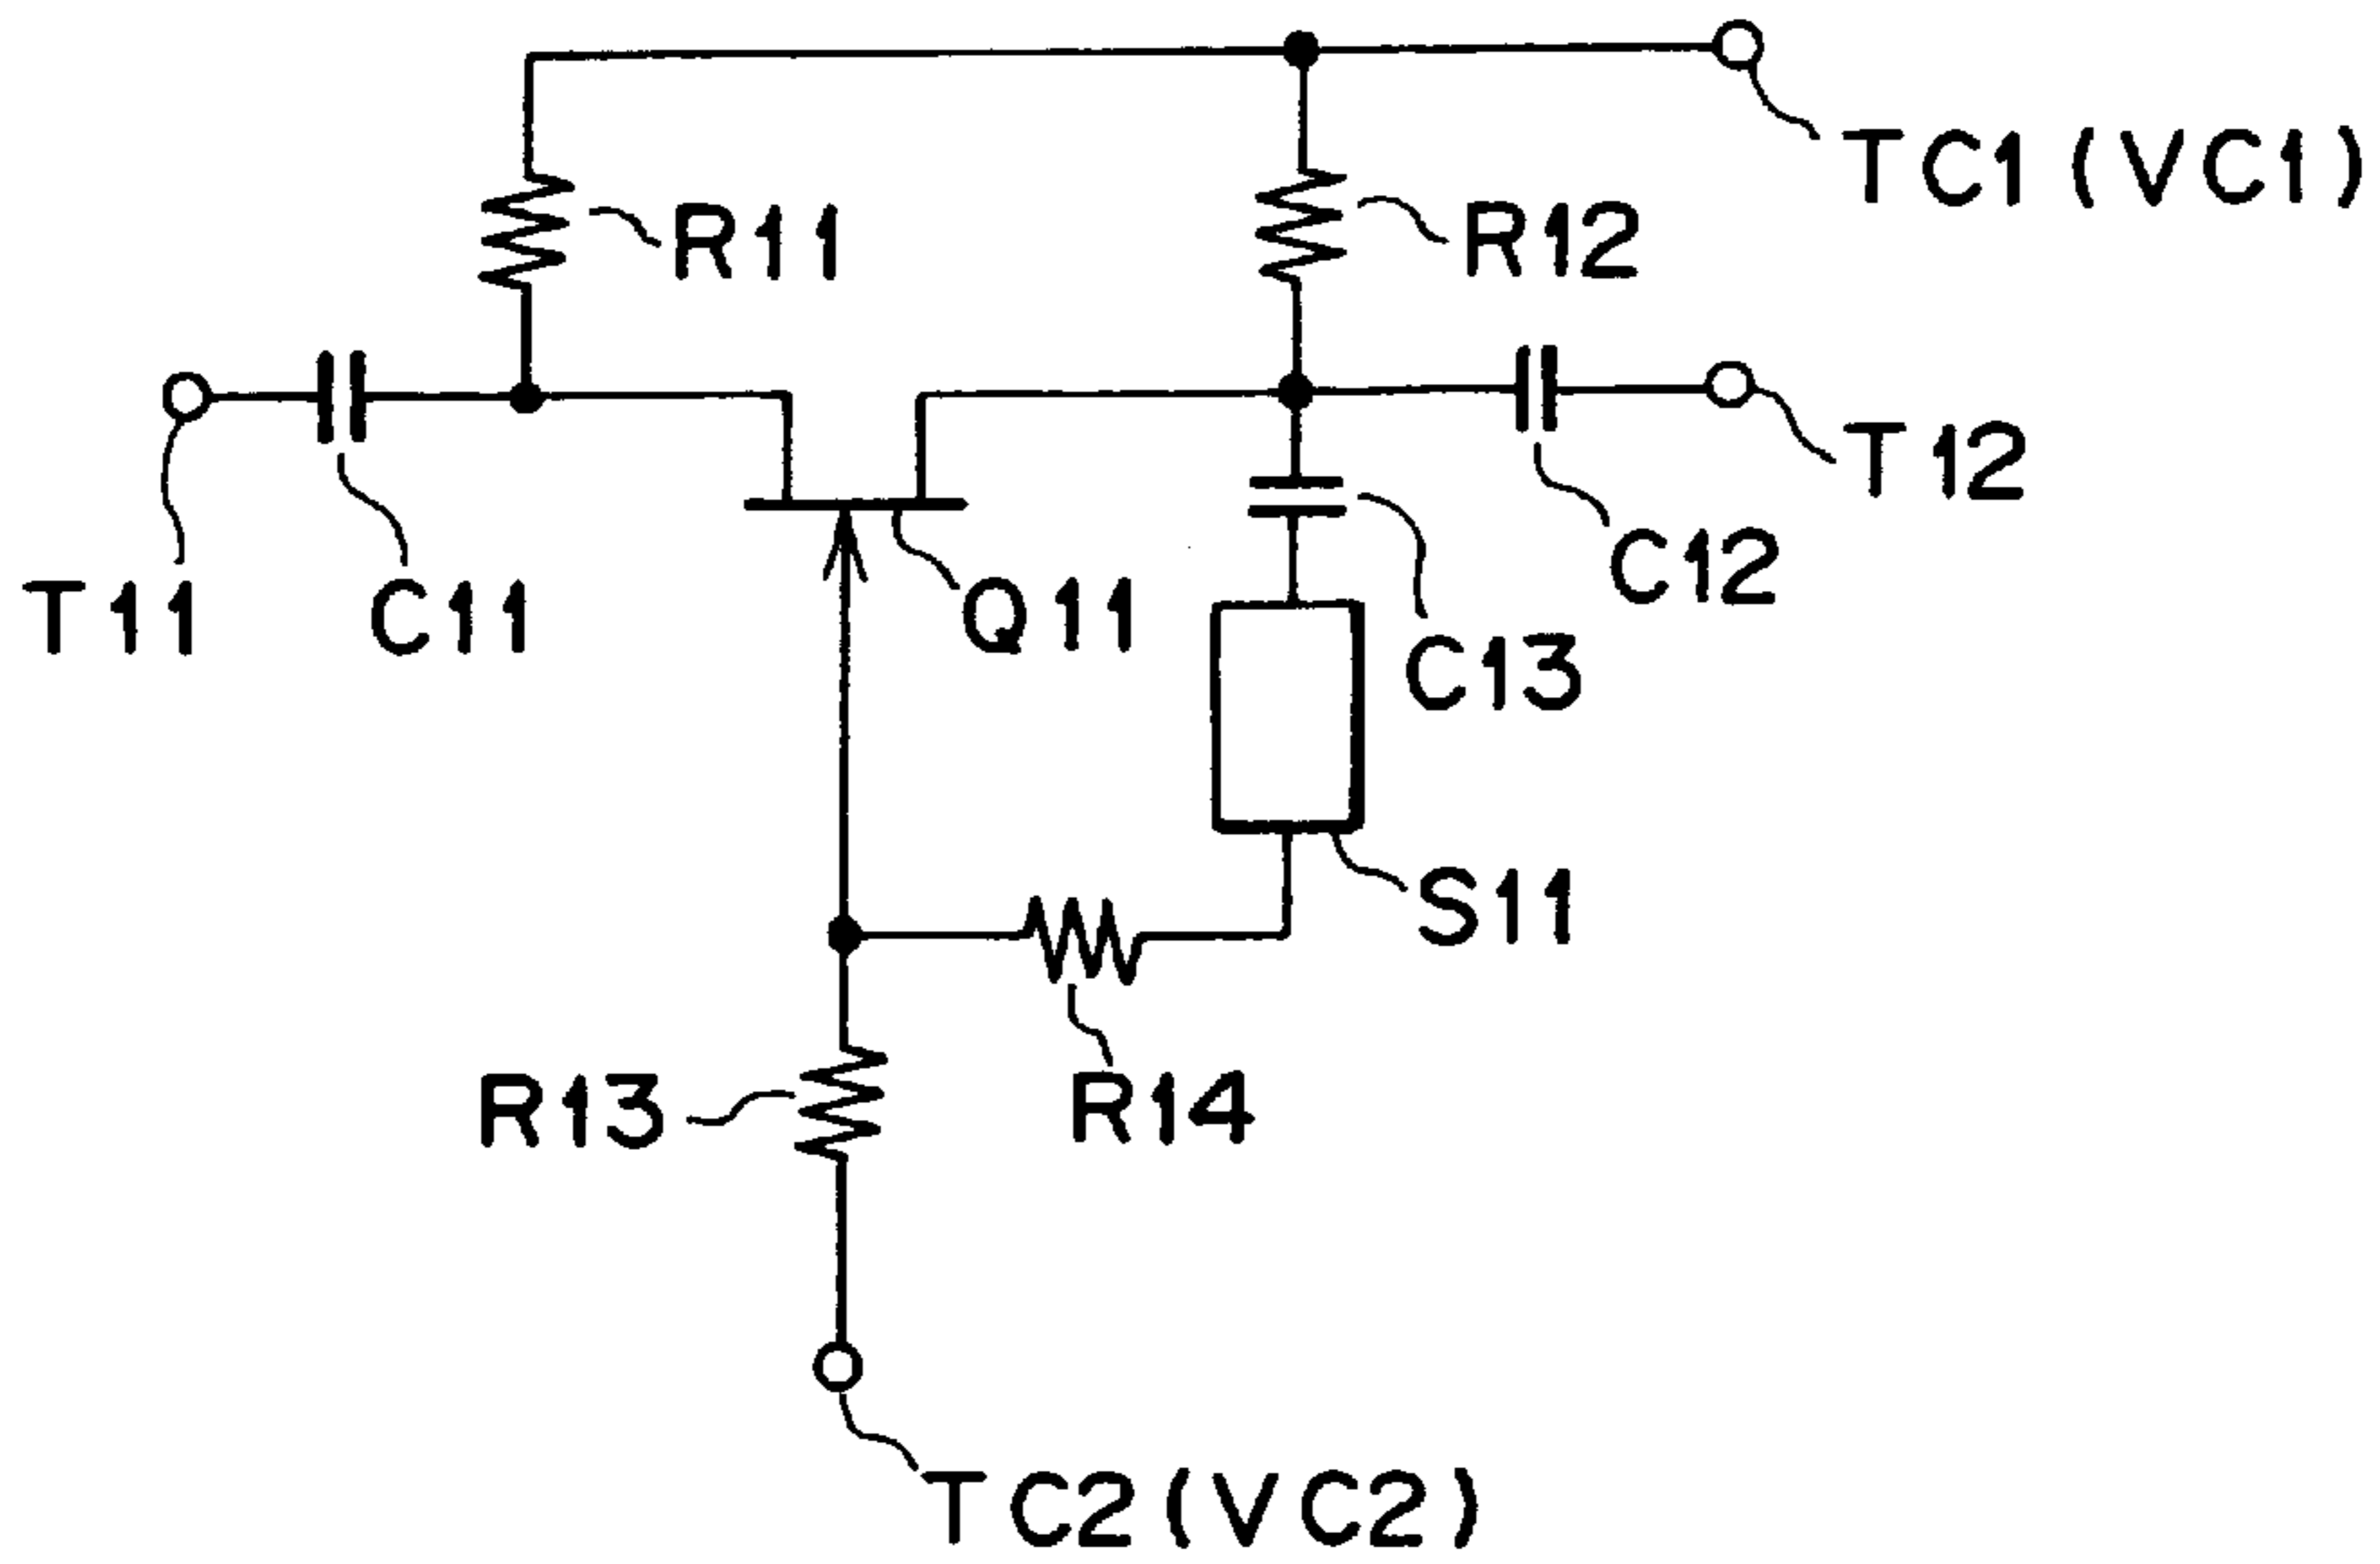 TC1 (VC1)
R11
R12
T12
C12
T11
C11
Q11
C13
S11
R13
R14
TC2 (VC2)